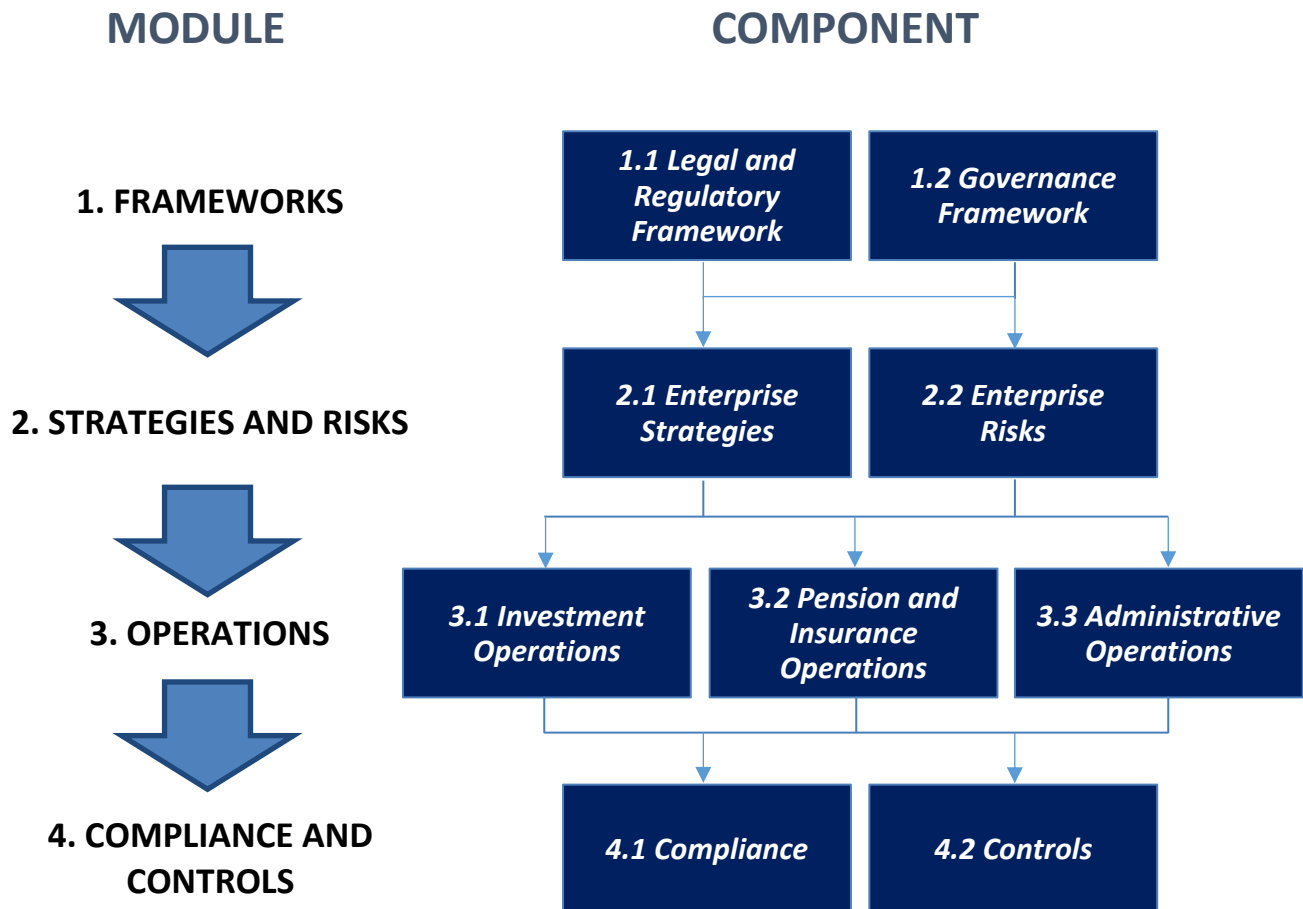 MODULE
COMPONENT
1. FRAMEWORKS
1.1 Legal and
Regulatory
Framework
1.2 Governance
Framework
2. STRATEGIES AND RISKS
2.1 Enterprise
Strategies
2.2 Enterprise
Risks
3. OPERATIONS
3.1 Investment
Operations
3.2 Pension and
Insurance
Operations
3.3 Administrative
Operations
4. COMPLIANCE AND
CONTROLS
4.1 Compliance
4.2 Controls